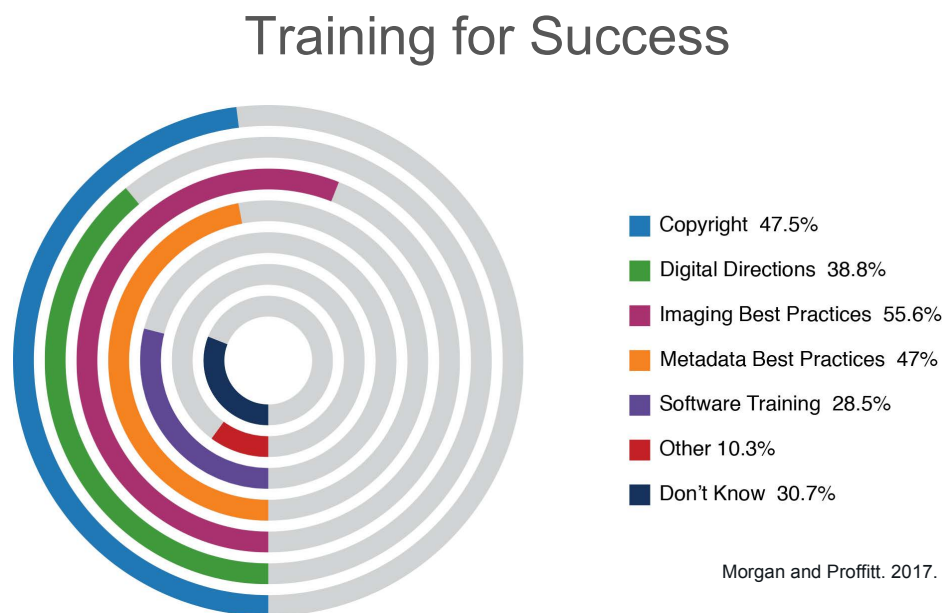 Training for Success
Copyright 47.5%
Digital Directions 38.8%
Imaging Best Practices 55.6%
Metadata Best Practices 47%
Software Training 28.5%
Other 10.3%
Don't Know 30.7%
Morgan and Proffitt. 2017.